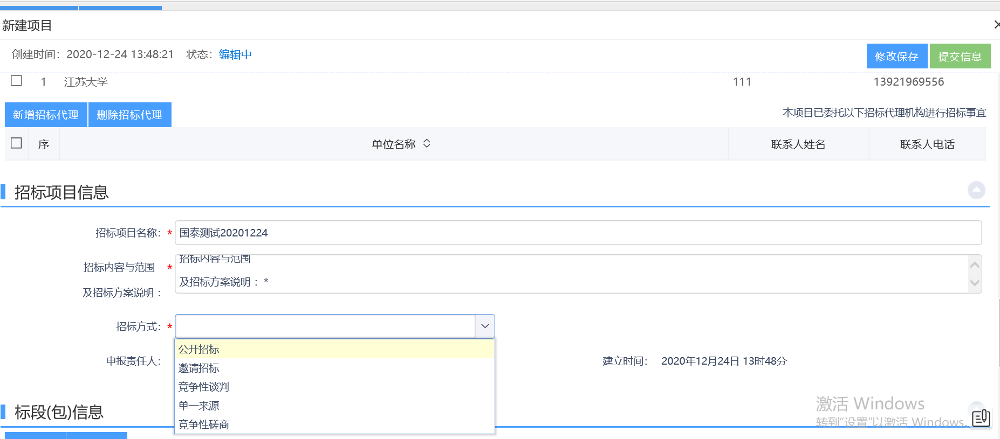 新建项目
创建时间：2020-12-24 13:48:21 状态：编辑中
修改保存 提交信息
1 江苏大学 111 13921969556
新增招标代理 删除招标代理 本项目已委托以下招标代理机构进行招标事宜
序 单位名称 联系人姓名 联系人电话
招标项目信息
招标项目名称：* 国泰测试20201224
招标内容与范围 * 招标内容与范围
及招标方案说明 ： 及招标方案说明 ： *
招标方式：*
公开招标
邀请招标
竞争性谈判
单一来源
竞争性磋商
申报责任人： 建立时间： 2020年12月24日 13时48分
标段(包)信息
激活 Windows
转到“设置”以激活 Windows。